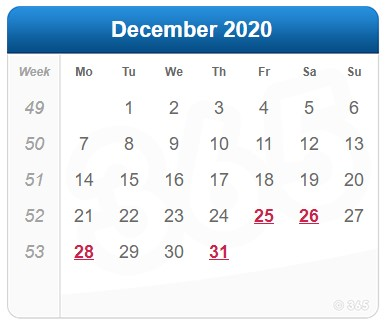 December 2020
Week Mo Tu We Th Fr Sa Su
49 1 2 3 4 5 6
50 7 8 9 10 11 12 13
51 14 15 16 17 18 19 20
52 21 22 23 24 25 26 27
53 28 29 30 31
© 365